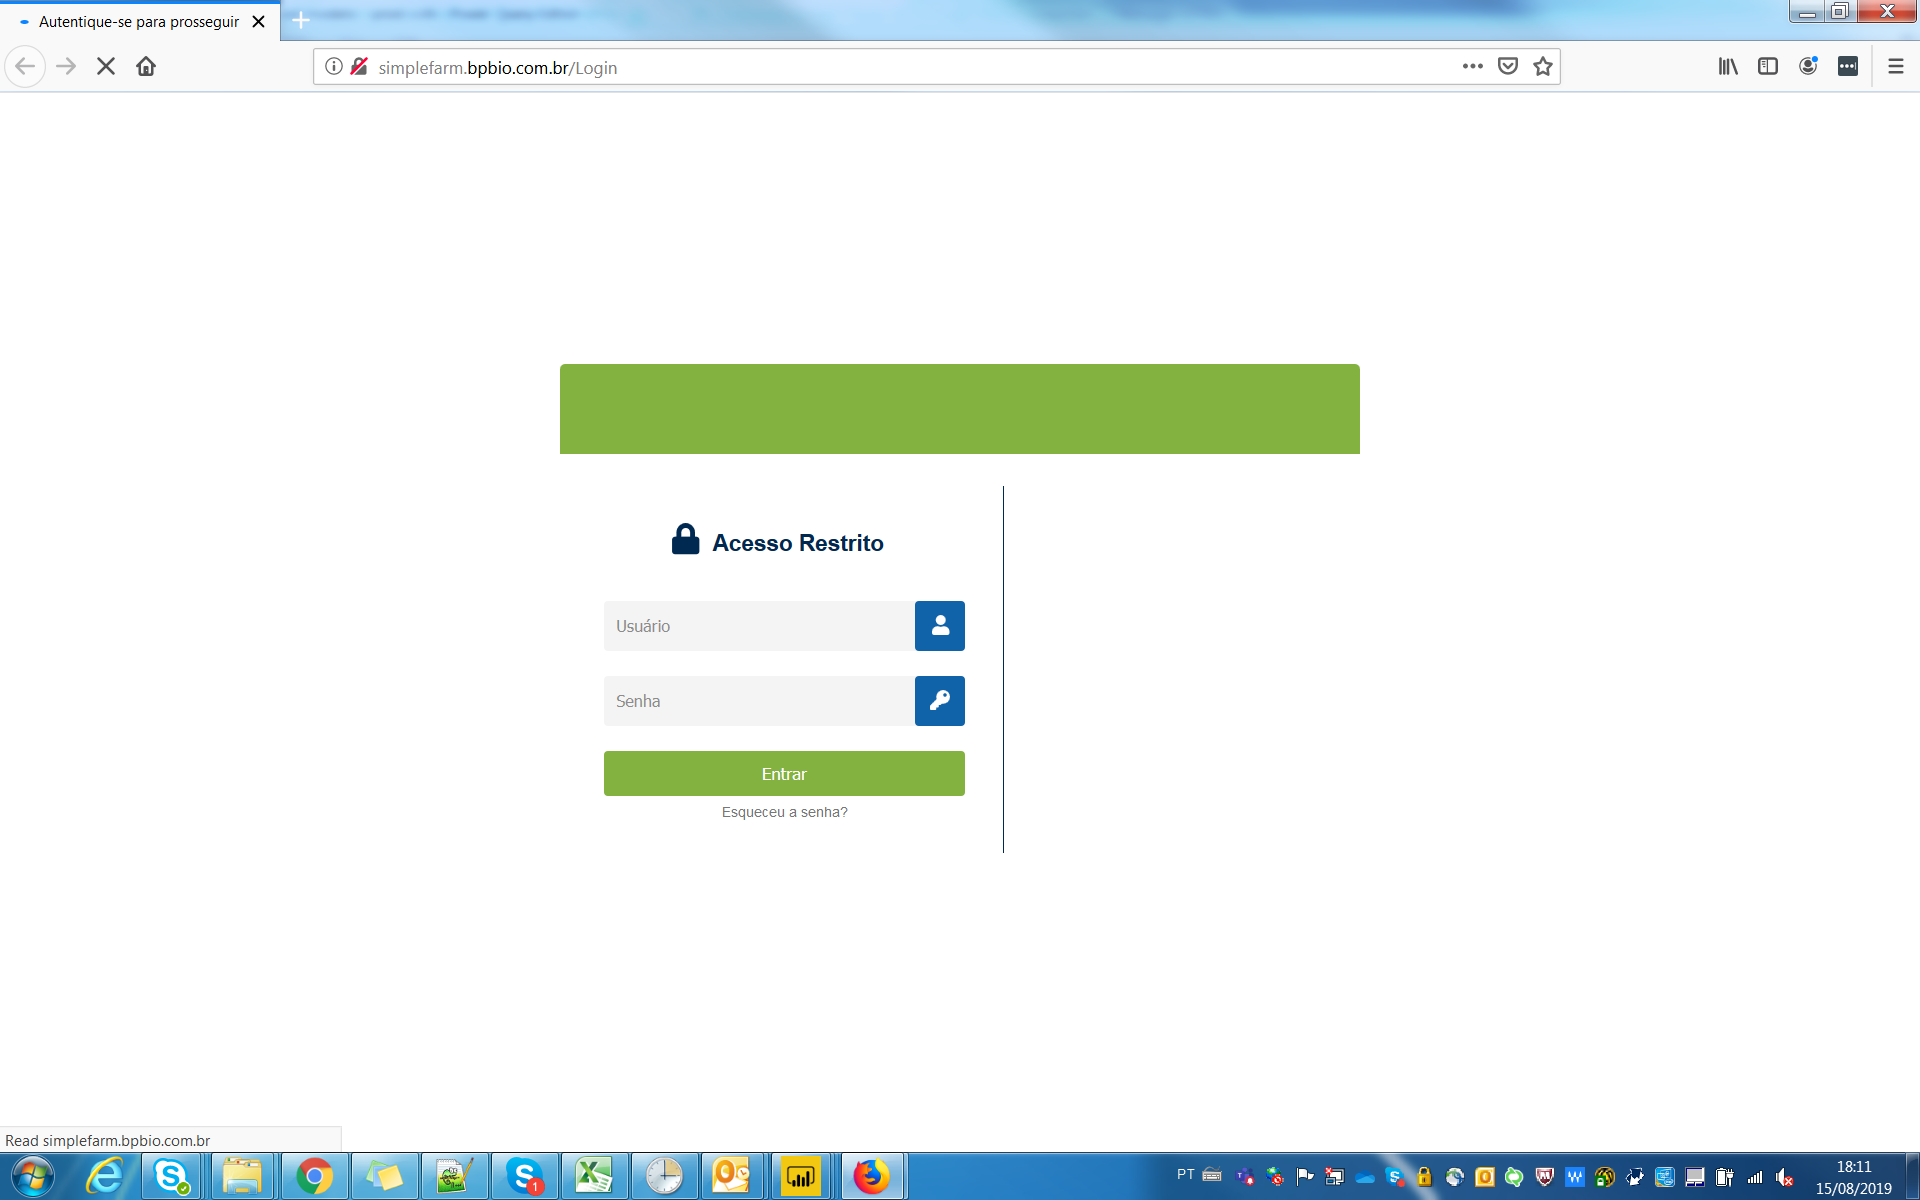 Autentique-se para prosseguir
simplefarm.bpbio.com.br/Login
Acesso Restrito
Usuário
Senha
Entrar
Esqueceu a senha?
Read simplefarm.bpbio.com.br
PT
18:11
15/08/2019